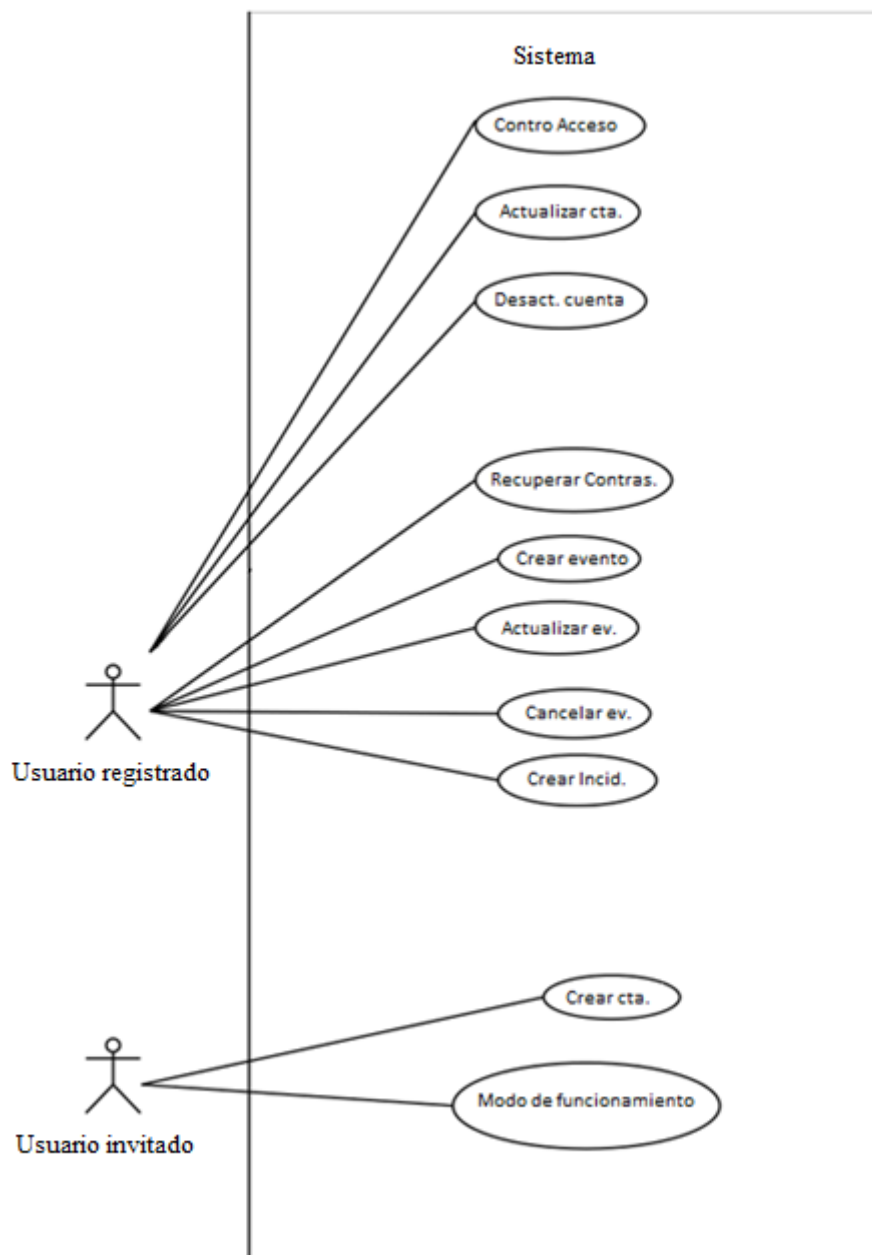 Sistema
Contro Acceso
Actualizar cta.
Desact. cuenta
Recuperar Contras.
Crear evento
Actualizar ev.
Cancelar ev.
Usuario registrado
Crear Incid.
Crear cta.
Modo de funcionamiento
Usuario invitado